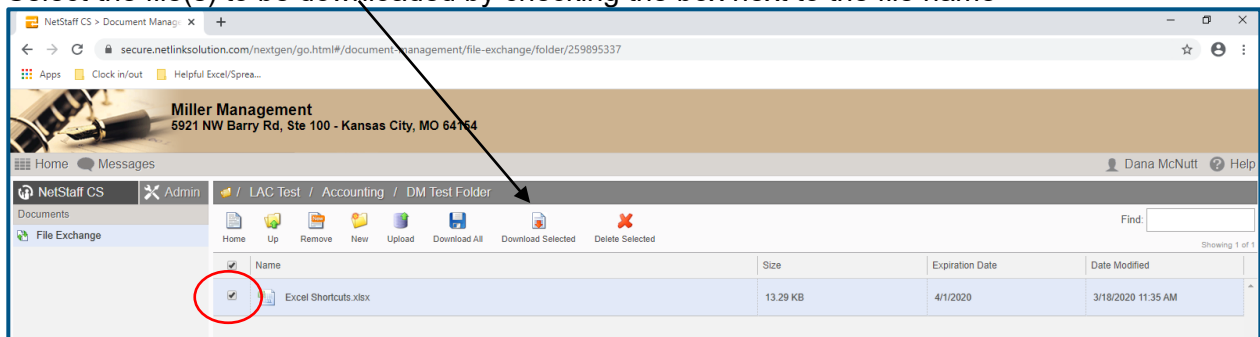 Select the file(s) to be downloaded by checking the box next to the file name
NetStaff CS > Document Manage
secure.netlinksolution.com/nextgen/go.html#/document-management/file-exchange/folder/259895337
Apps Clock in/out Helpful Excel/Sprea...
Miller Management
5921 NW Barry Rd, Ste 100 - Kansas City, MO 64154
Home Messages Dana McNutt Help
NetStaff CS Admin / LAC Test / Accounting / DM Test Folder
Documents
File Exchange
Home Up Remove New Upload Download All Download Selected Delete Selected
Find:
Showing 1 of 1
Name Size Expiration Date Date Modified
Excel Shortcuts.xlsx 13.29 KB 4/1/2020 3/18/2020 11:35 AM